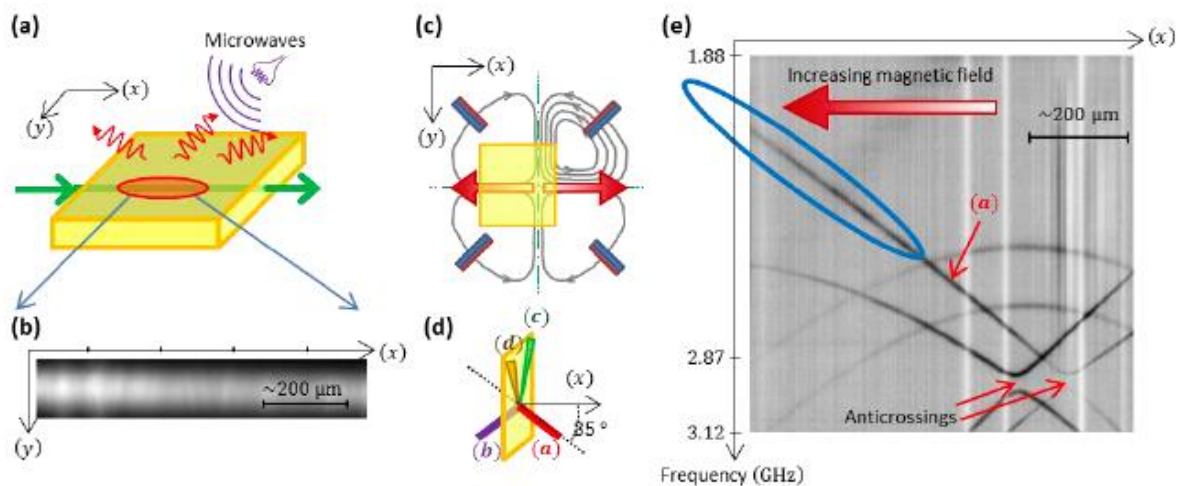 (a)
Microwaves
(x)
(y)
(b)
(x)
~200 μm
(y)
(c)
(x)
(y)
(d)
(c)
(d)
(x)
35°
(b)
(a)
(e)
(x)
1.88
Increasing magnetic field
~200 μm
(a)
2.87
Anticrossings
3.12
Frequency (GHz)